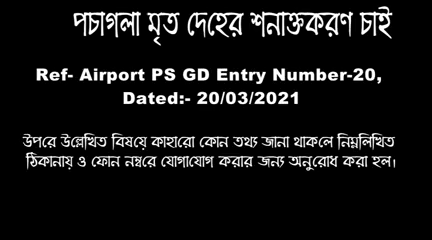 পচাগলা মৃত দেহের শনাক্তকরণ চাই
Ref- Airport PS GD Entry Number-20,
Dated:- 20/03/2021
উপরে উল্লেখিত বিষয়ে কাহারো কোন তথ্য জানা থাকলে নিম্নলিখিত
ঠিকানায় ও ফোন নম্বরে যোগাযোগ করার জন্য অনুরোধ করা হল।